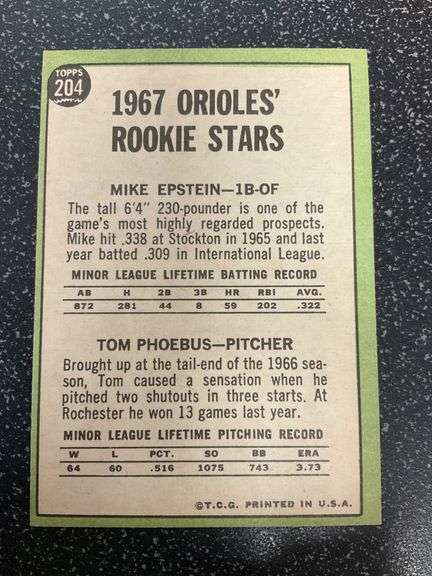 TOPPS
204
1967 ORIOLES'
ROOKIE STARS
MIKE EPSTEIN—1B-OF
The tall 6'4" 230-pounder is one of the
game's most highly regarded prospects.
Mike hit .338 at Stockton in 1965 and last
year batted .309 in International League.
MINOR LEAGUE LIFETIME BATTING RECORD
AB H 2B 3B HR RBI AVG.
872 281 44 8 59 202 .322
TOM PHOEBUS—PITCHER
Brought up at the tail-end of the 1966 sea-
son, Tom caused a sensation when he
pitched two shutouts in three starts. At
Rochester he won 13 games last year.
MINOR LEAGUE LIFETIME PITCHING RECORD
W L PCT. SO BB ERA
64 60 .516 1075 743 3.73
©T.C.G. PRINTED IN U.S.A.